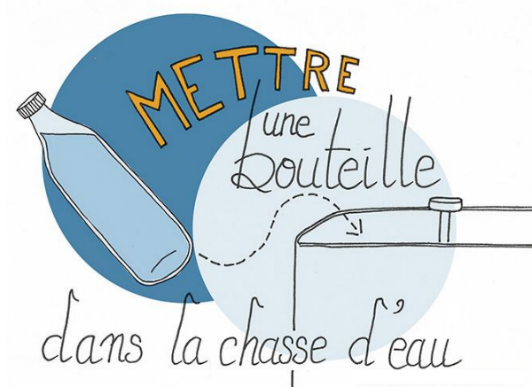 METTRE
une
bouteille
dans la chasse d'eau